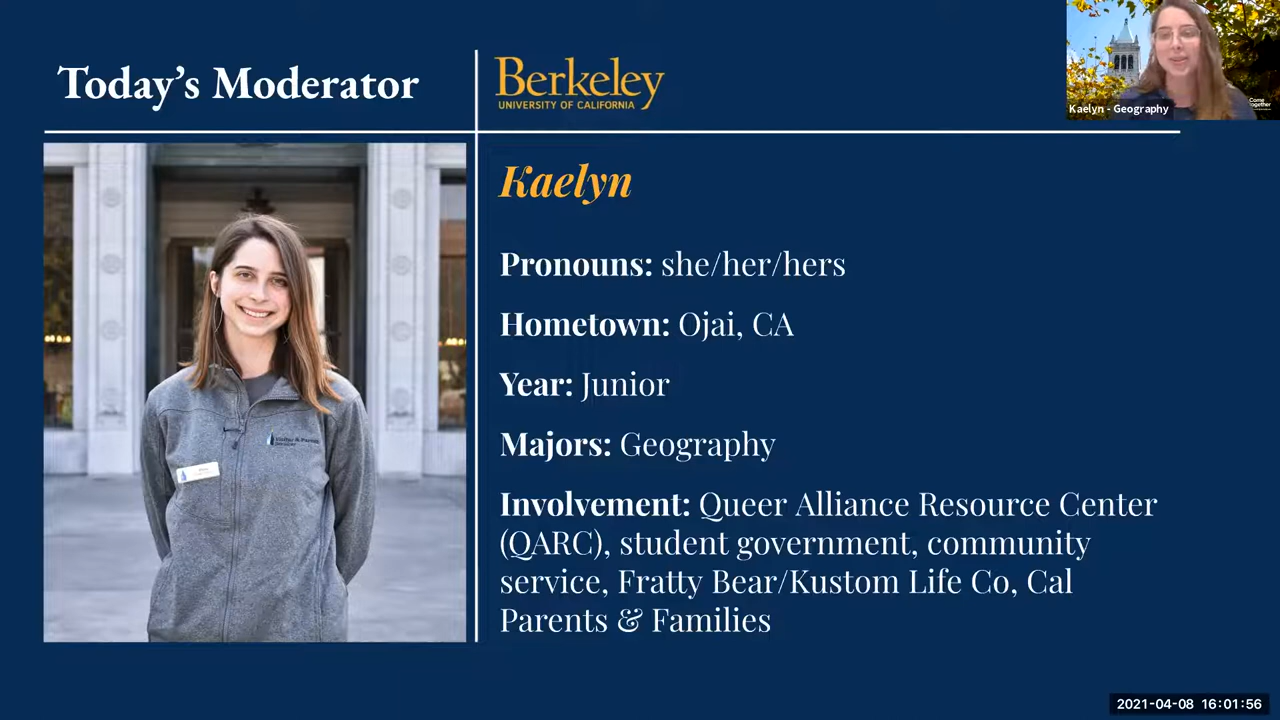 Today's Moderator
Berkeley
UNIVERSITY OF CALIFORNIA
Kaelyn - Geography
Come
Together
Kaelyn
Pronouns: she/her/hers
Hometown: Ojai, CA
Year: Junior
Majors: Geography
Involvement: Queer Alliance Resource Center
(QARC), student government, community
service, Fratty Bear/Kustom Life Co, Cal
Parents & Families
2021-04-08 16:01:56